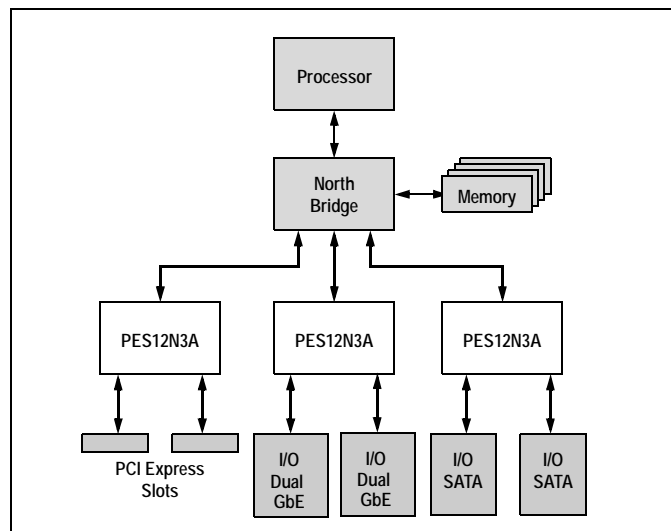 Processor
North
Bridge
Memory
PES12N3A
PES12N3A
PES12N3A
PCI Express
Slots
I/O
Dual
GbE
I/O
Dual
GbE
I/O
SATA
I/O
SATA